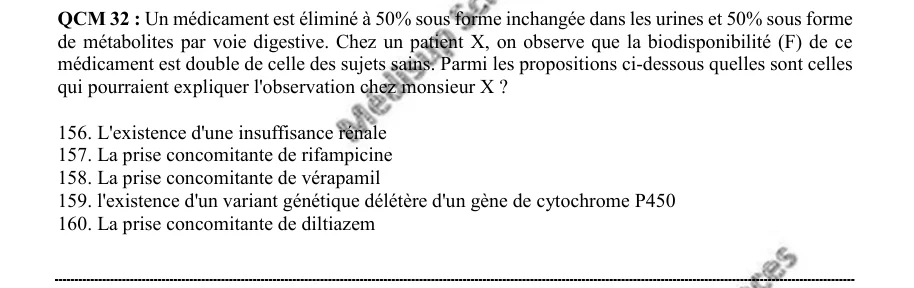 QCM 32 : Un médicament est éliminé à 50% sous forme inchangée dans les urines et 50% sous forme
de métabolites par voie digestive. Chez un patient X, on observe que la biodisponibilité (F) de ce
médicament est double de celle des sujets sains. Parmi les propositions ci-dessous quelles sont celles
qui pourraient expliquer l'observation chez monsieur X ?
156. L'existence d'une insuffisance rénale
157. La prise concomitante de rifampicine
158. La prise concomitante de vérapamil
159. l'existence d'un variant génétique délétère d'un gène de cytochrome P450
160. La prise concomitante de diltiazem